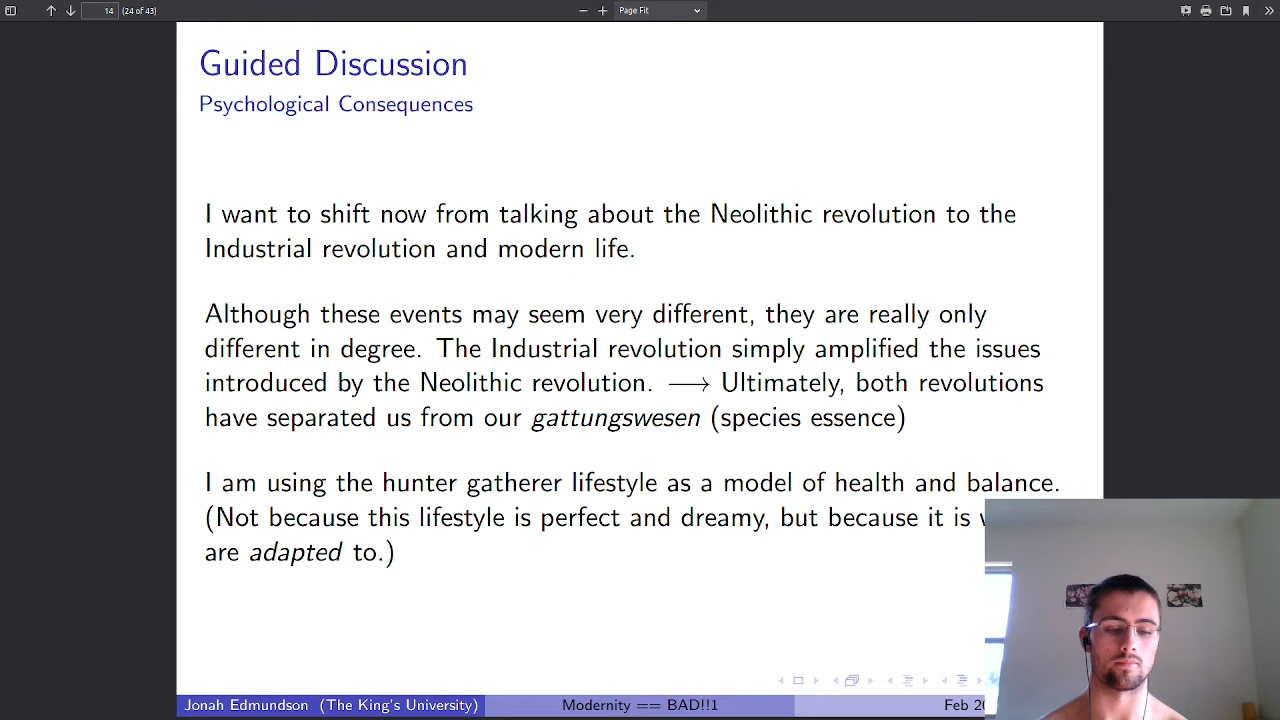 14 (24 of 43) Page Fit
Guided Discussion
Psychological Consequences
I want to shift now from talking about the Neolithic revolution to the
Industrial revolution and modern life.
Although these events may seem very different, they are really only
different in degree. The Industrial revolution simply amplified the issues
introduced by the Neolithic revolution. ⟶ Ultimately, both revolutions
have separated us from our gattungswesen (species essence)
I am using the hunter gatherer lifestyle as a model of health and balance.
(Not because this lifestyle is perfect and dreamy, but because it is
are adapted to.)
Jonah Edmundson (The King's University) Modernity == BAD!!1 Feb